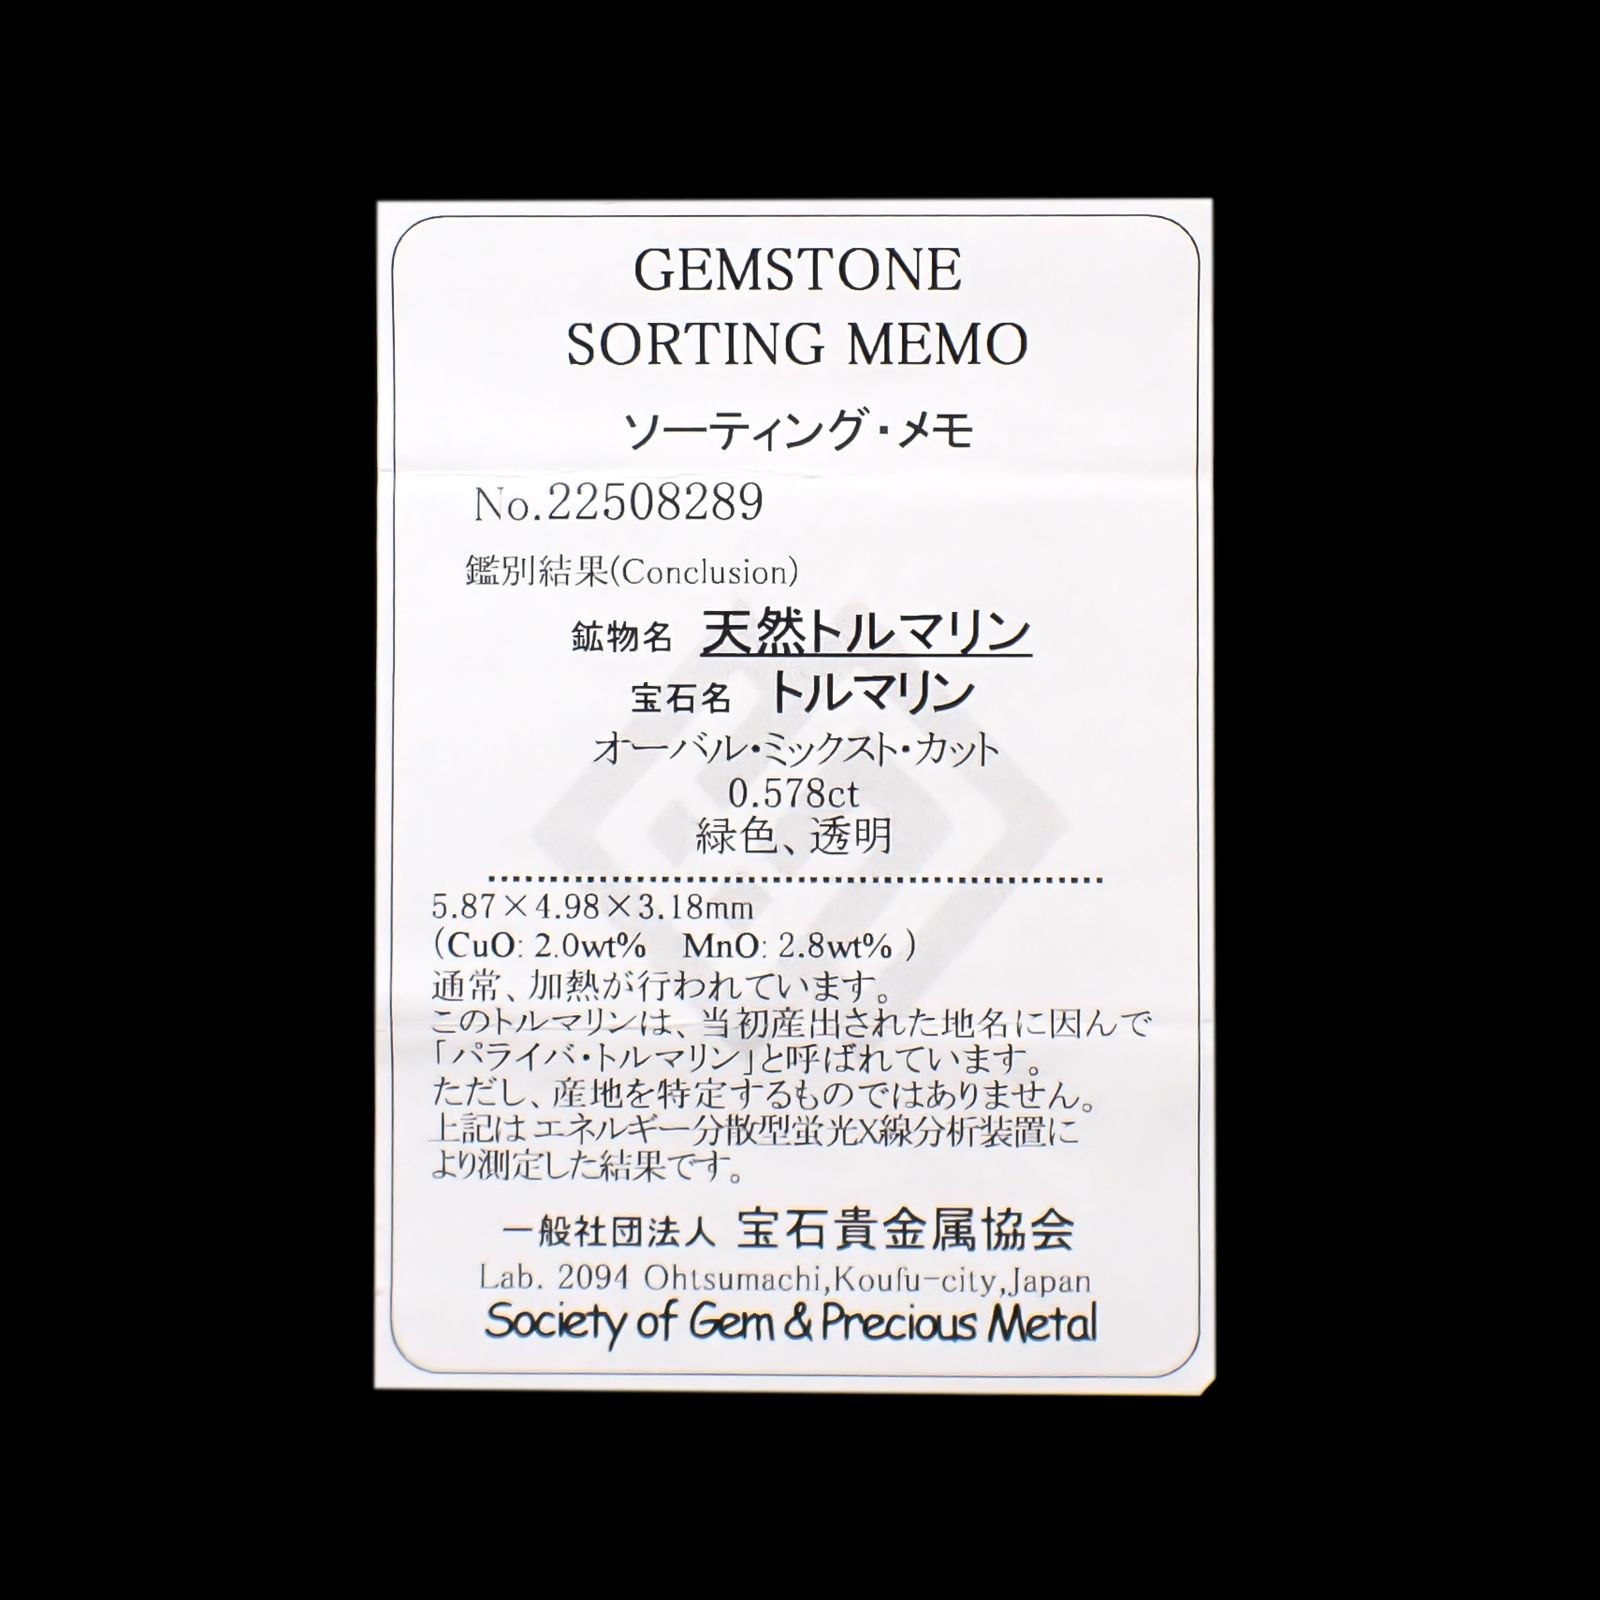 GEMSTONE
SORTING MEMO
ソーティング・メモ
No.22508289
鑑別結果(Conclusion)
鉱物名 天然トルマリン
宝石名 トルマリン
オーバル・ミックスト・カット
0.578ct
緑色、透明
5.87×4.98×3.18mm
(CuO: 2.0wt% MnO: 2.8wt% )
通常、加熱が行われています。
このトルマリンは、当初産出された地名に因んで
「パライバ・トルマリン」と呼ばれています。
ただし、産地を特定するものではありません。
上記はエネルギー分散型蛍光X線分析装置に
より測定した結果です。
一般社団法人 宝石貴金属協会
Lab. 2094 Ohtsumachi,Koufu-city,Japan
Society of Gem & Precious Metal